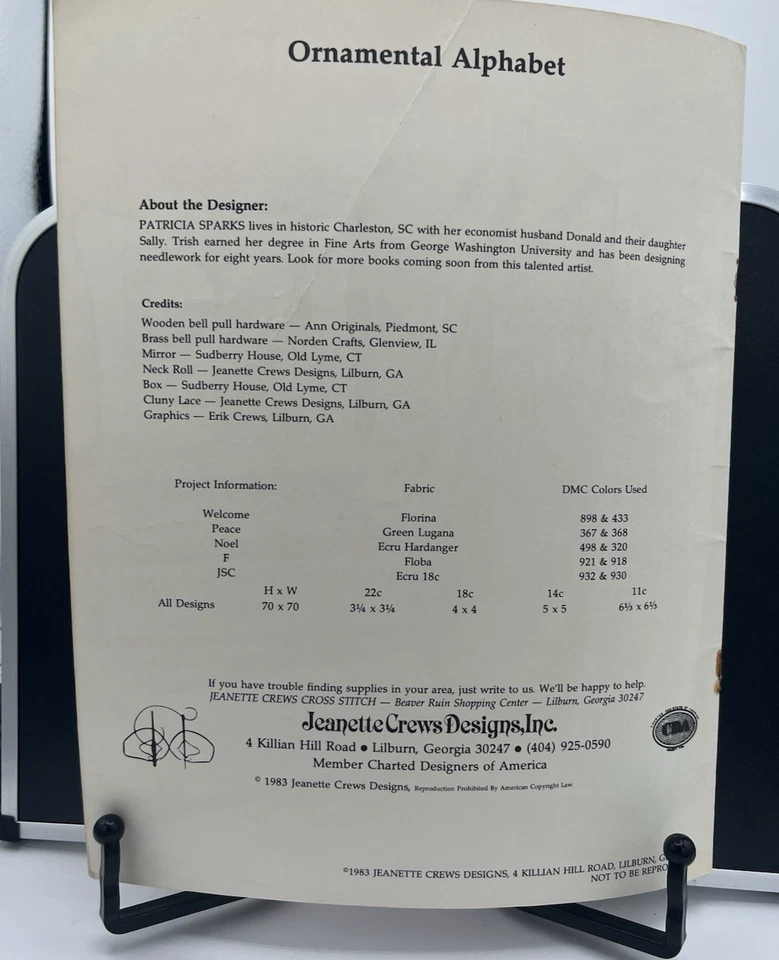 Ornamental Alphabet
About the Designer:
PATRICIA SPARKS lives in historic Charleston, SC with her economist husband Donald and their daughter
Sally. Trish earned her degree in Fine Arts from George Washington University and has been designing
needlework for eight years. Look for more books coming soon from this talented artist.
Credits:
Wooden bell pull hardware — Ann Originals, Piedmont, SC
Brass bell pull hardware — Norden Crafts, Glenview, IL
Mirror — Sudberry House, Old Lyme, CT
Neck Roll — Jeanette Crews Designs, Lilburn, GA
Box — Sudberry House, Old Lyme, CT
Cluny Lace — Jeanette Crews Designs, Lilburn, GA
Graphics — Erik Crews, Lilburn, GA
Project Information: Fabric DMC Colors Used
Welcome Florina 898 & 433
Peace Green Lugana 367 & 368
Noel Ecru Hardanger 498 & 320
F Floba 921 & 918
JSC Ecru 18c 932 & 930
H x W 22c 18c 14c 11c
All Designs 70 x 70 3¼ x 3¼ 4 x 4 5 x 5 6⅓ x 6⅓
If you have trouble finding supplies in your area, just write to us. We'll be happy to help.
JEANETTE CREWS CROSS STITCH — Beaver Ruin Shopping Center — Lilburn, Georgia 30247
Jeanette Crews Designs, Inc.
4 Killian Hill Road ● Lilburn, Georgia 30247 ● (404) 925-0590
Member Charted Designers of America
CDA
© 1983 Jeanette Crews Designs, Reproduction Prohibited By American Copyright Law.
©1983 JEANETTE CREWS DESIGNS, 4 KILLIAN HILL ROAD, LILBURN, G
NOT TO BE REPRO